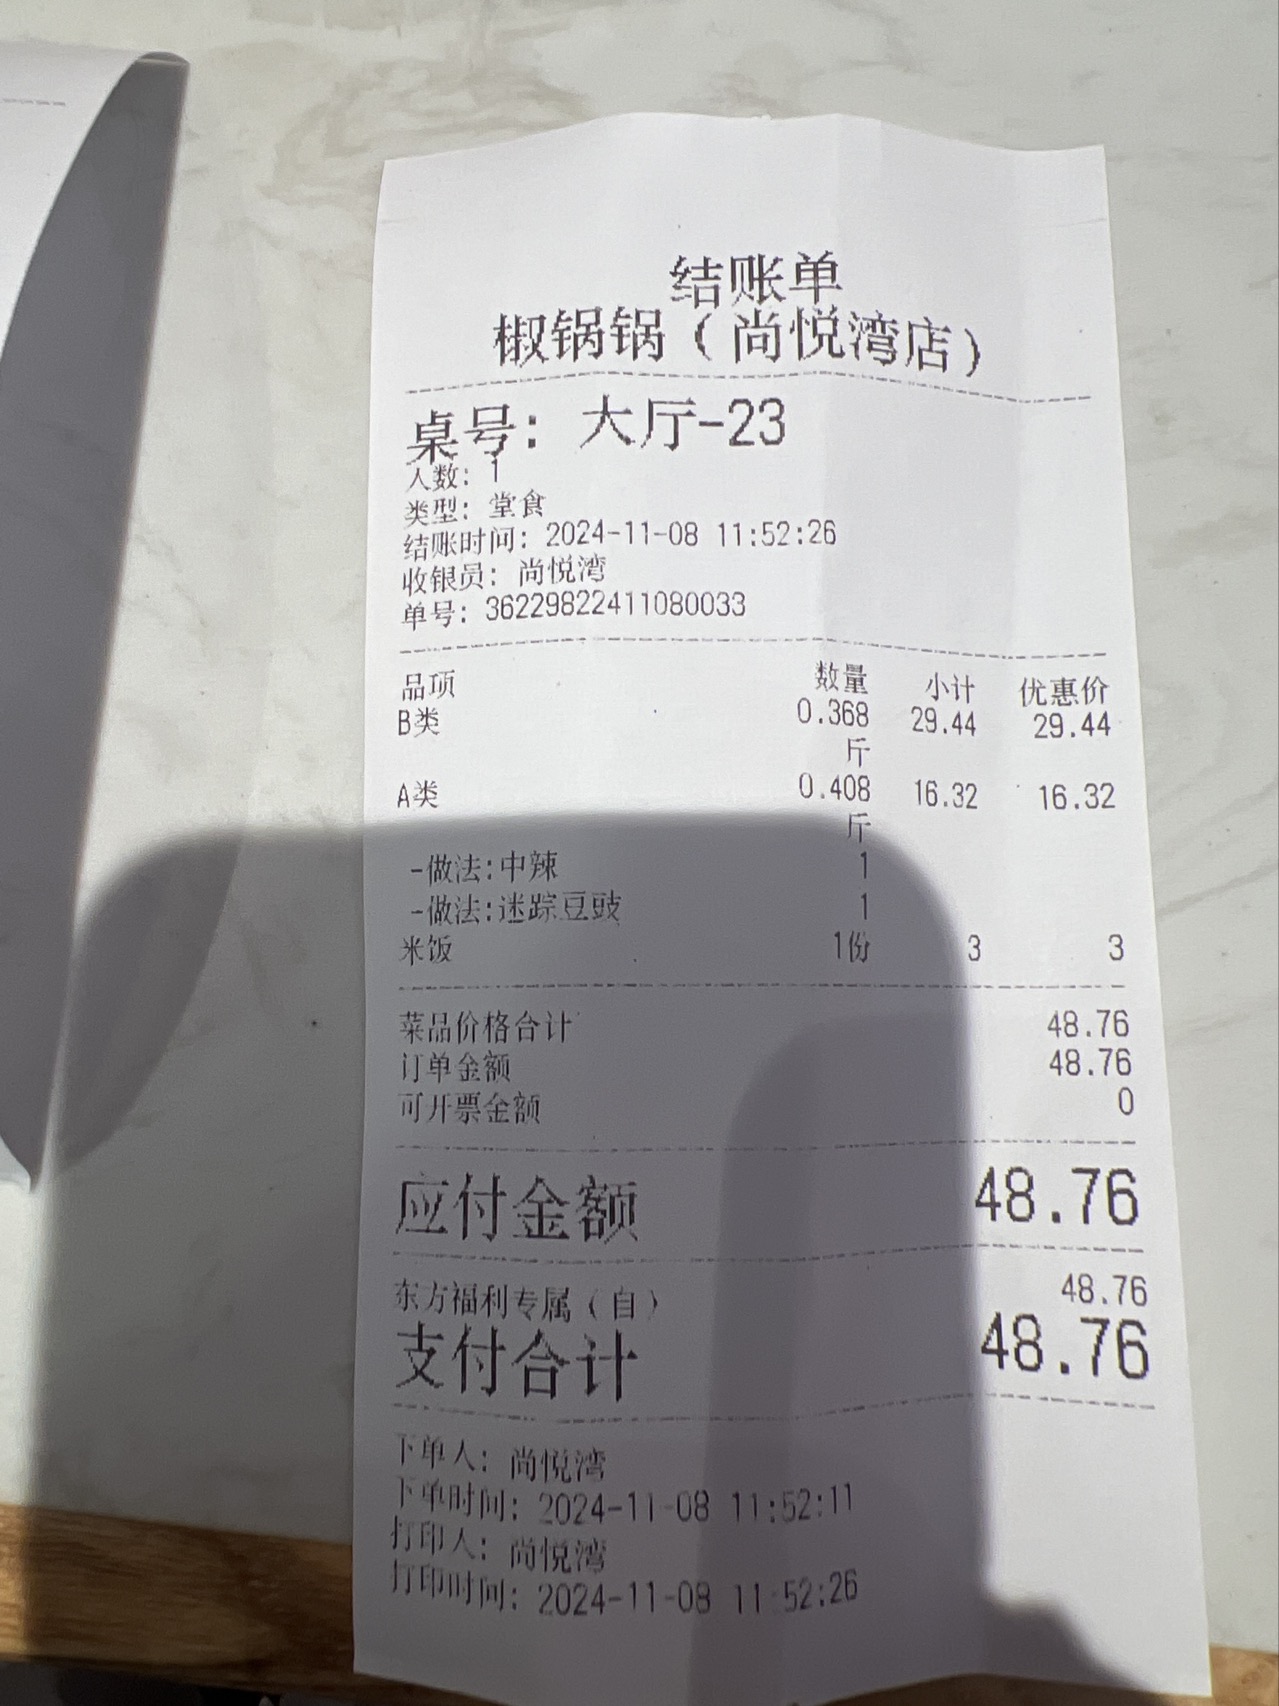 结账单
椒锅锅（尚悦湾店）
桌号：大厅-23
人数：1
类型：堂食
结账时间：2024-11-08 11:52:26
收银员：尚悦湾
单号：36229822411080033
品项 数量 小计 优惠价
B类 0.368 29.44 29.44
斤
A类 0.408 16.32 16.32
斤
-做法:中辣 1
-做法:迷踪豆豉 1
米饭 1份 3 3
菜品价格合计 48.76
订单金额 48.76
可开票金额 0
应付金额 48.76
东方福利专属（自） 48.76
支付合计 48.76
下单人：尚悦湾
下单时间：2024-11-08 11:52:11
打印人：尚悦湾
打印时间：2024-11-08 11:52:26